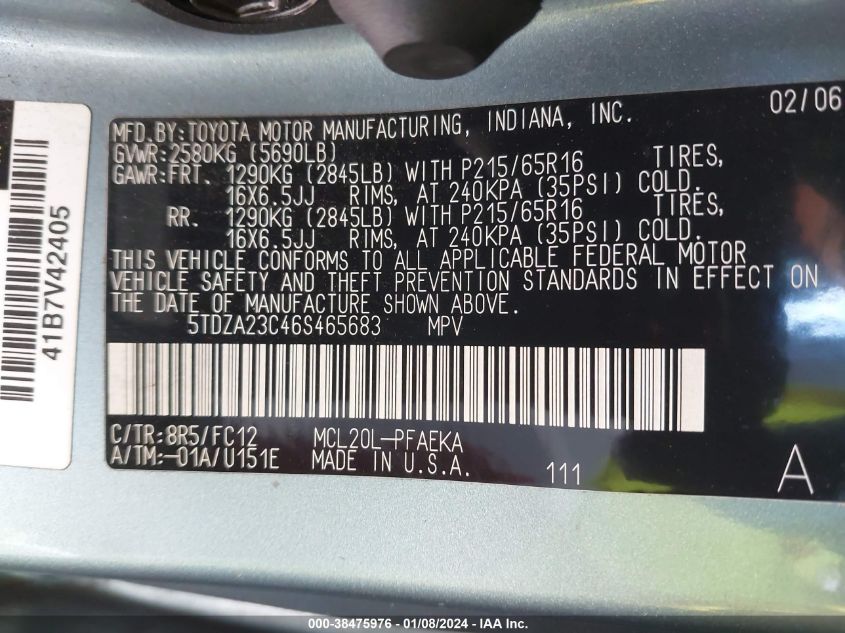 MFD.BY:TOYOTA MOTOR MANUFACTURING, INDIANA, INC. 02/06
GVWR:2580KG (5690LB)
GAWR:FRT. 1290KG (2845LB) WITH P215/65R16 TIRES,
16X6.5JJ RIMS, AT 240KPA (35PSI) COLD.
RR. 1290KG (2845LB) WITH P215/65R16 TIRES,
16X6.5JJ RIMS, AT 240KPA (35PSI) COLD.
THIS VEHICLE CONFORMS TO ALL APPLICABLE FEDERAL MOTOR
VEHICLE SAFETY AND THEFT PREVENTION STANDARDS IN EFFECT ON
THE DATE OF MANUFACTURE SHOWN ABOVE.
5TDZA23C46S465683 MPV
C/TR:8R5/FC12 MCL20L-PFAEKA
A/TM:-01A/U151E MADE IN U.S.A. 111 A
41B7V42405
000-38475976 - 01/08/2024 - IAA Inc.